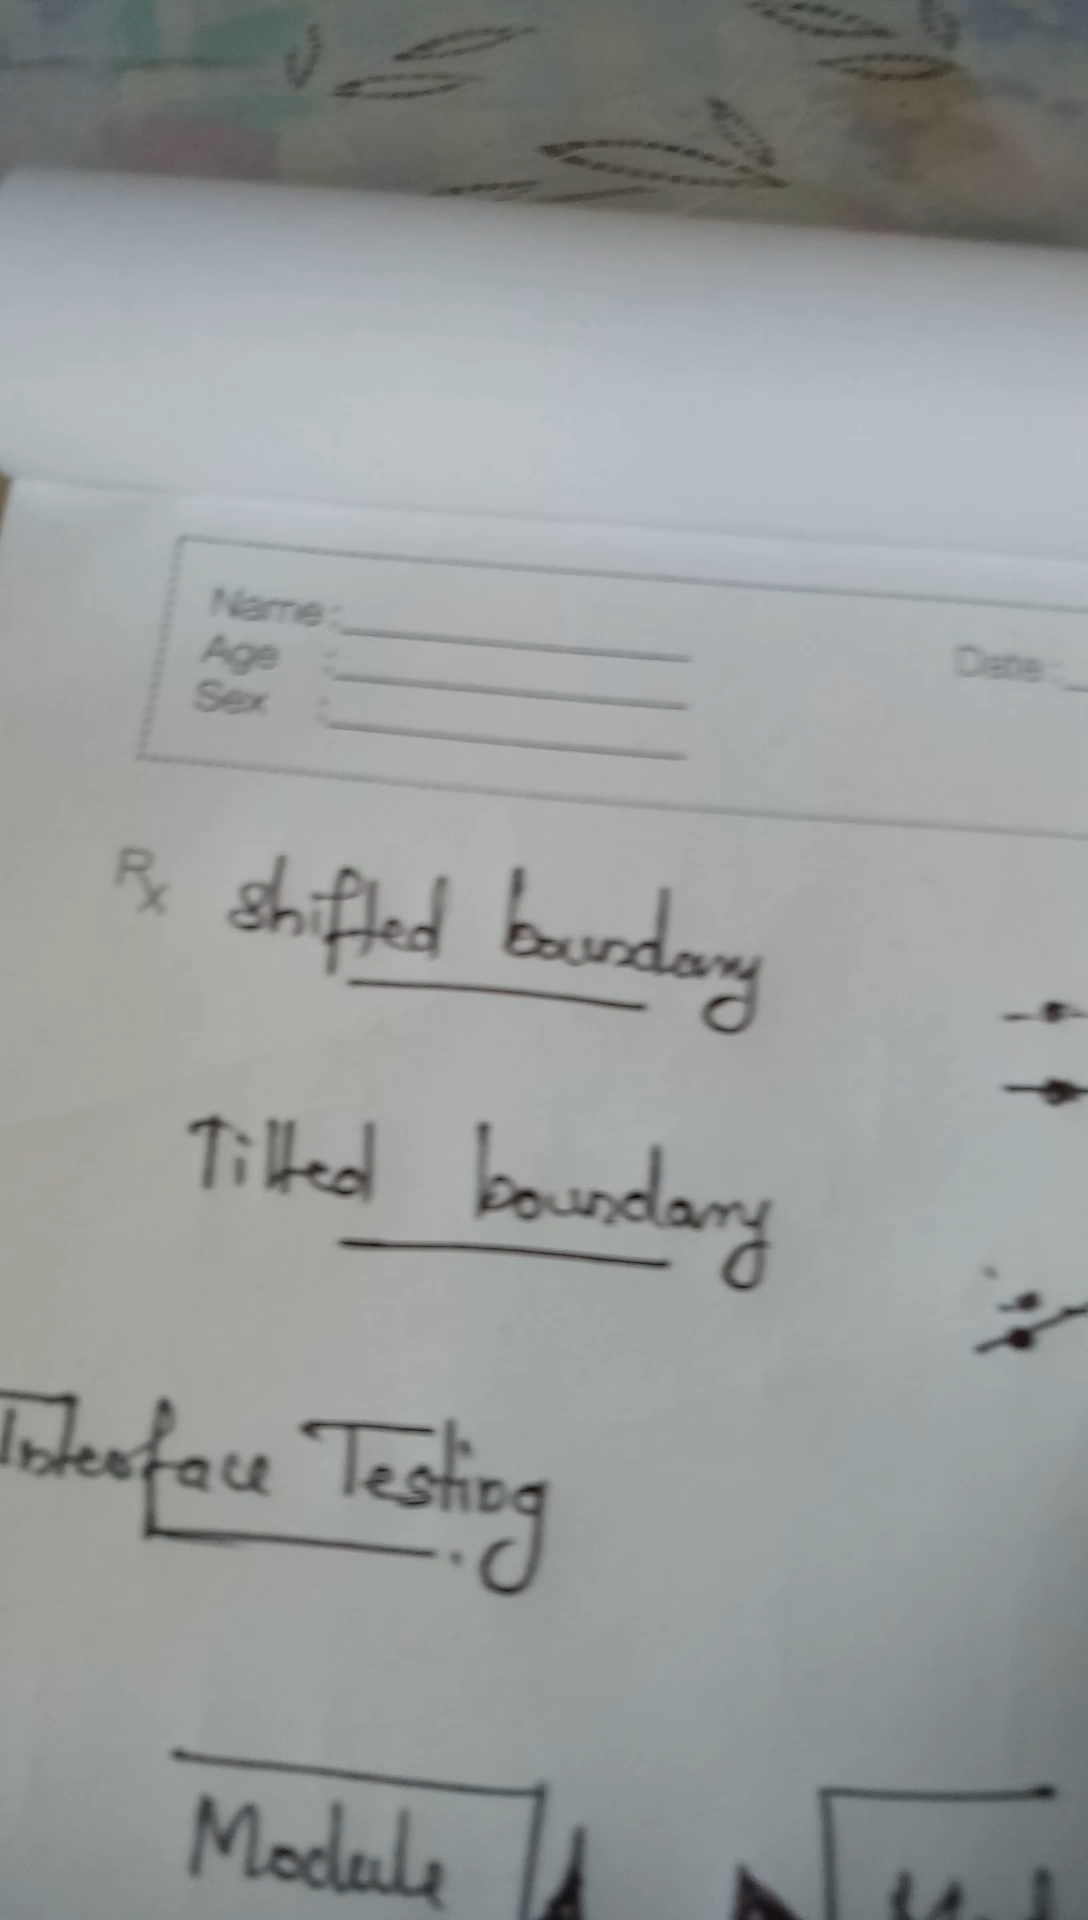 Name:
Date:
Age :
Sex :
Rx shifted boundary
Tilted boundary
Interface Testing
Module